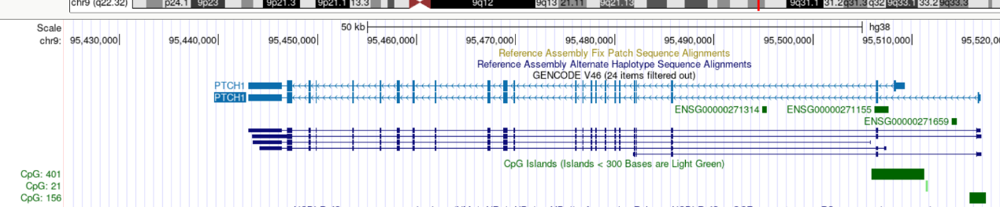 chr9 (q22.32) p24.1 9p23 9p21.3 9p21.1 13.3 9q12 9q13 21.11 9q21.13 9q31.1 31.2 q31.3 q32 9q33.1 33.2 9q33.3
Scale 50 kb hg38
chr9: 95,430,000 95,440,000 95,450,000 95,460,000 95,470,000 95,480,000 95,490,000 95,500,000 95,510,000 95,520,0
Reference Assembly Fix Patch Sequence Alignments
Reference Assembly Alternate Haplotype Sequence Alignments
GENCODE V46 (24 items filtered out)
PTCH1
PTCH1
ENSG00000271314 ENSG00000271155
ENSG00000271659
CpG Islands (Islands < 300 Bases are Light Green)
CpG: 401
CpG: 21
CpG: 156